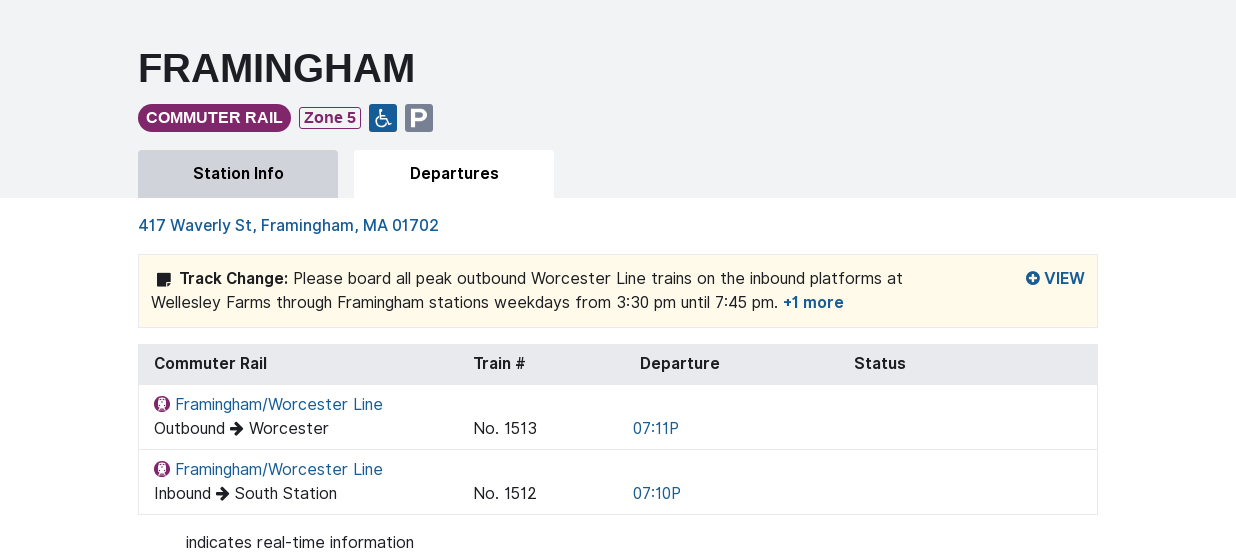 FRAMINGHAM
COMMUTER RAIL Zone 5 P
Station Info Departures
417 Waverly St, Framingham, MA 01702
Track Change: Please board all peak outbound Worcester Line trains on the inbound platforms at VIEW
Wellesley Farms through Framingham stations weekdays from 3:30 pm until 7:45 pm. +1 more
Commuter Rail Train # Departure Status
Framingham/Worcester Line
Outbound → Worcester No. 1513 07:11P
Framingham/Worcester Line
Inbound → South Station No. 1512 07:10P
indicates real-time information